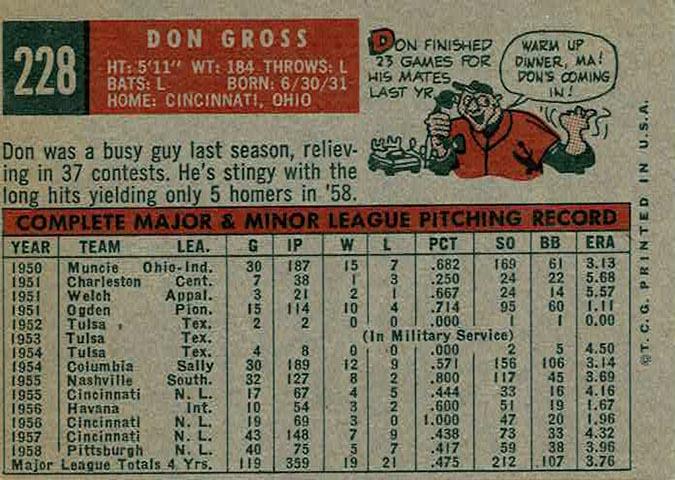 228
DON GROSS
HT: 5'11" WT: 184 THROWS: L
BATS: L BORN: 6/30/31
HOME: CINCINNATI, OHIO
DON FINISHED
23 GAMES FOR
HIS MATES
LAST YR.
WARM UP
DINNER, MA!
DON'S COMING
IN!
Don was a busy guy last season, reliev-
ing in 37 contests. He's stingy with the
long hits yielding only 5 homers in '58.
COMPLETE MAJOR & MINOR LEAGUE PITCHING RECORD
YEAR TEAM LEA. G IP W L PCT SO BB ERA
1950 Muncie Ohio-Ind. 30 187 15 7 .682 169 61 3.13
1951 Charleston Cent. 7 38 1 3 .250 24 22 5.68
1951 Welch Appal. 3 21 2 1 .667 24 14 5.57
1951 Ogden Pion. 15 114 10 4 .714 95 60 1.11
1952 Tulsa Tex. 2 2 0 0 .000 1 1 0.00
1953 Tulsa Tex. (In Military Service)
1954 Tulsa Tex. 4 8 0 0 .000 2 5 4.50
1954 Columbia Sally 30 189 12 9 .571 156 106 3.14
1955 Nashville South. 32 127 8 2 .800 117 45 3.69
1955 Cincinnati N. L. 17 67 4 5 .444 33 16 4.16
1956 Havana Int. 10 54 3 2 .600 51 19 1.67
1956 Cincinnati N. L. 19 69 3 0 1.000 47 20 1.96
1957 Cincinnati N. L. 43 148 7 9 .438 73 33 4.32
1958 Pittsburgh N. L. 40 75 5 7 .417 59 38 3.96
Major League Totals 4 Yrs. 119 359 19 21 .475 212 107 3.76
© T.C.G. PRINTED IN U.S.A.